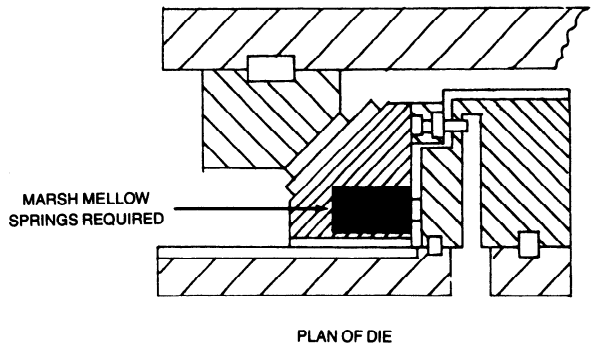 MARSH MELLOW
SPRINGS REQUIRED
PLAN OF DIE